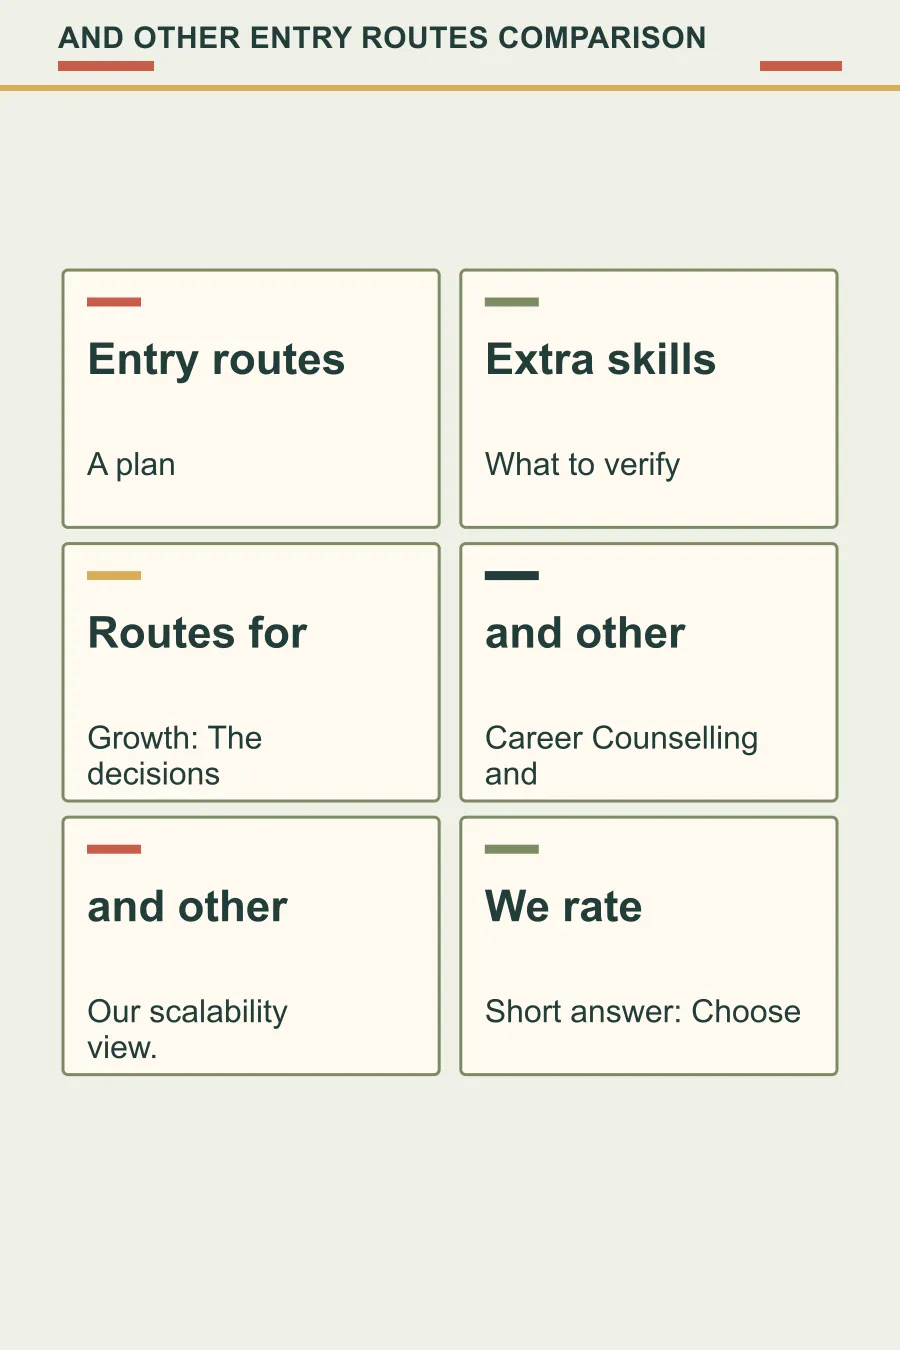 AND OTHER ENTRY ROUTES COMPARISON
Entry routes
A plan
Extra skills
What to verify
Routes for
Growth: The
decisions
and other
Career Counselling
and
and other
Our scalability
view.
We rate
Short answer: Choose